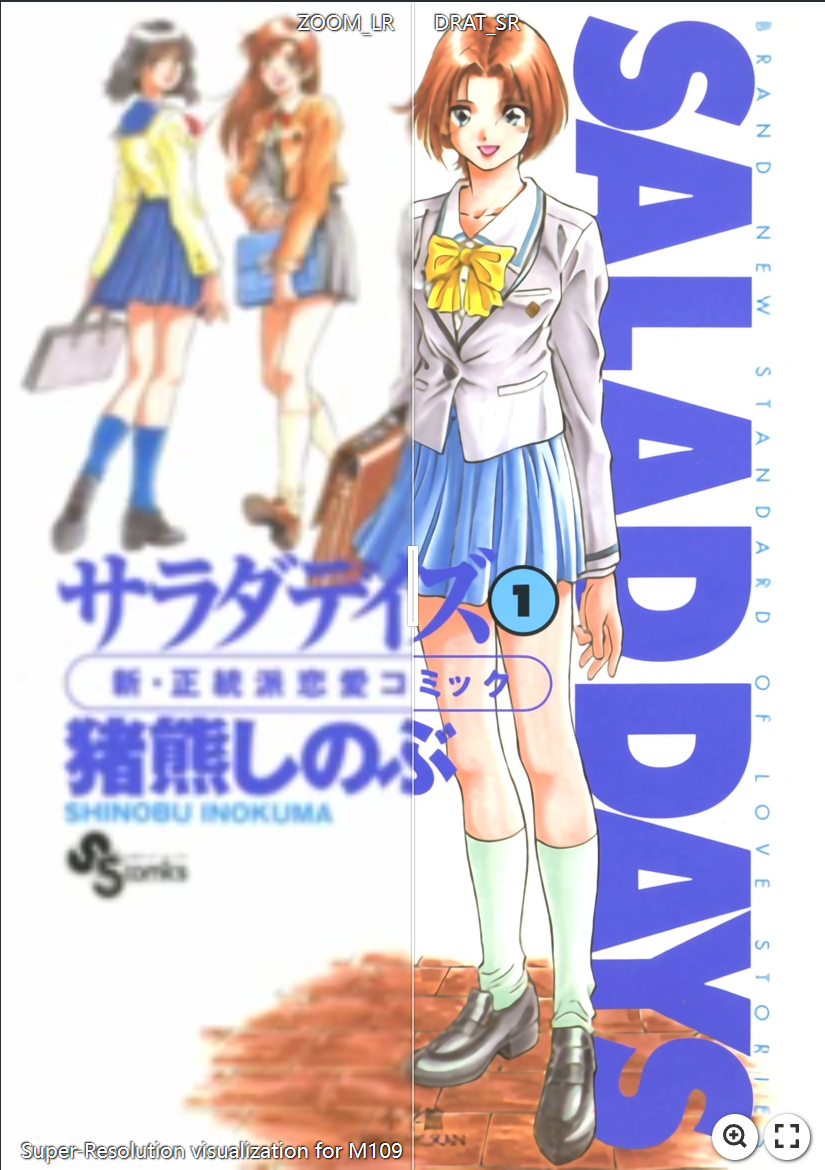 ZOOM_LR
DRAT_SR
SALAD DAYS
BRAND NEW STANDARD OF LOVE STORIES
サラダデイズ
1
新・正統派恋愛コミック
猪熊しのぶ
SHINOBU INOKUMA
SS comics
Super-Resolution visualization for M109